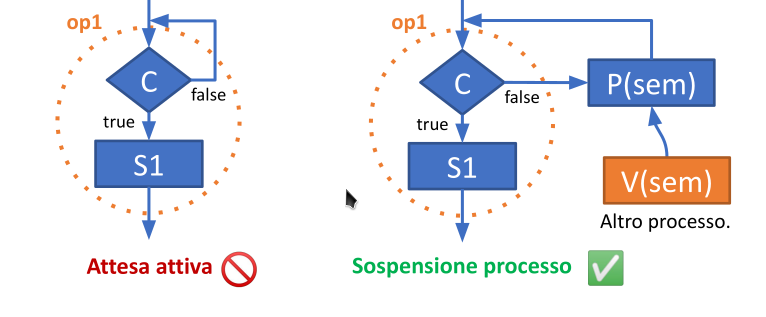 op1
C
false
true
S1
Attesa attiva
op1
C
false
true
S1
P(sem)
V(sem)
Altro processo.
Sospensione processo